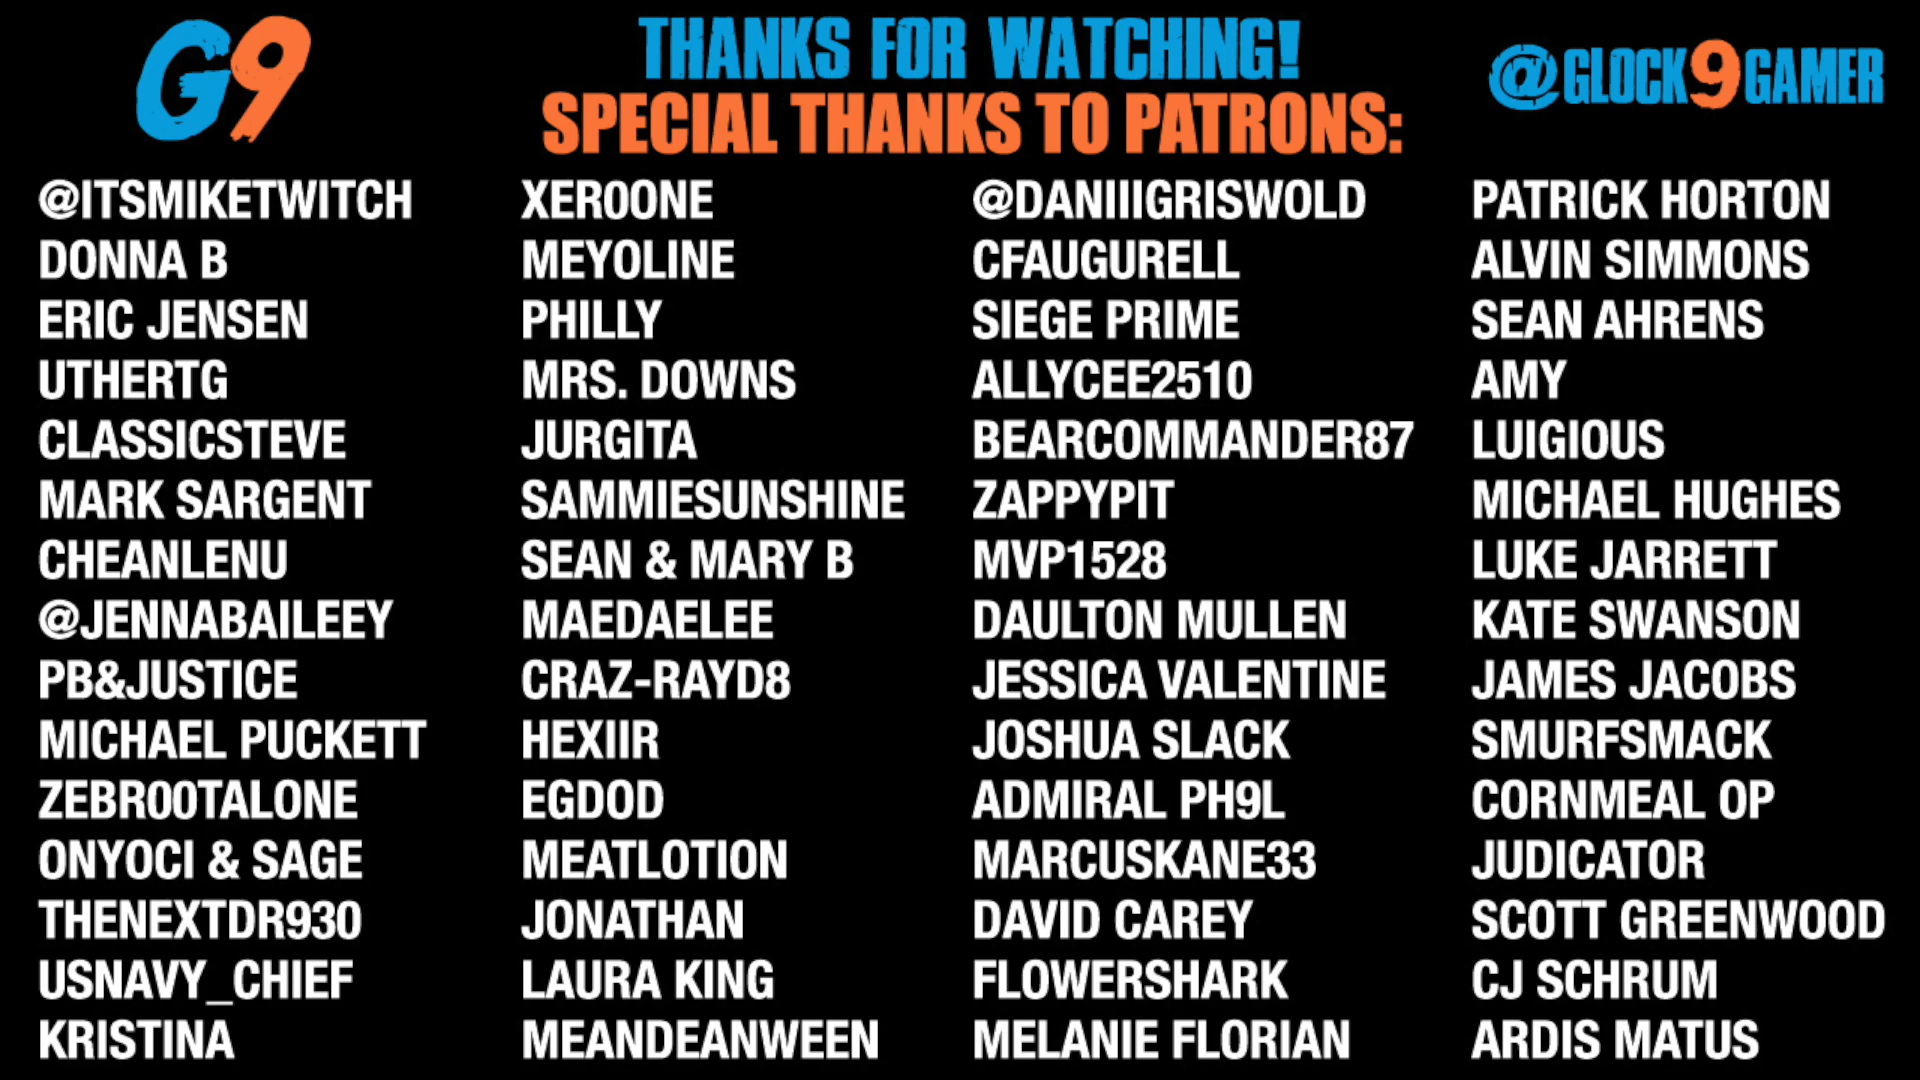 G9
THANKS FOR WATCHING!
SPECIAL THANKS TO PATRONS:
@GLOCK9GAMER
@ITSMIKETWITCH
DONNA B
ERIC JENSEN
UTHERTG
CLASSICSTEVE
MARK SARGENT
CHEANLENU
@JENNABAILEEY
PB&JUSTICE
MICHAEL PUCKETT
ZEBR00TALONE
ONYOCI & SAGE
THENEXTDR930
USNAVY_CHIEF
KRISTINA
XER0ONE
MEYOLINE
PHILLY
MRS. DOWNS
JURGITA
SAMMIESUNSHINE
SEAN & MARY B
MAEDAELEE
CRAZ-RAYD8
HEXIIR
EGDOD
MEATLOTION
JONATHAN
LAURA KING
MEANDEANWEEN
@DANIIIGRISWOLD
CFAUGURELL
SIEGE PRIME
ALLYCEE2510
BEARCOMMANDER87
ZAPPYPIT
MVP1528
DAULTON MULLEN
JESSICA VALENTINE
JOSHUA SLACK
ADMIRAL PH9L
MARCUSKANE33
DAVID CAREY
FLOWERSHARK
MELANIE FLORIAN
PATRICK HORTON
ALVIN SIMMONS
SEAN AHRENS
AMY
LUIGIOUS
MICHAEL HUGHES
LUKE JARRETT
KATE SWANSON
JAMES JACOBS
SMURFSMACK
CORNMEAL OP
JUDICATOR
SCOTT GREENWOOD
CJ SCHRUM
ARDIS MATUS